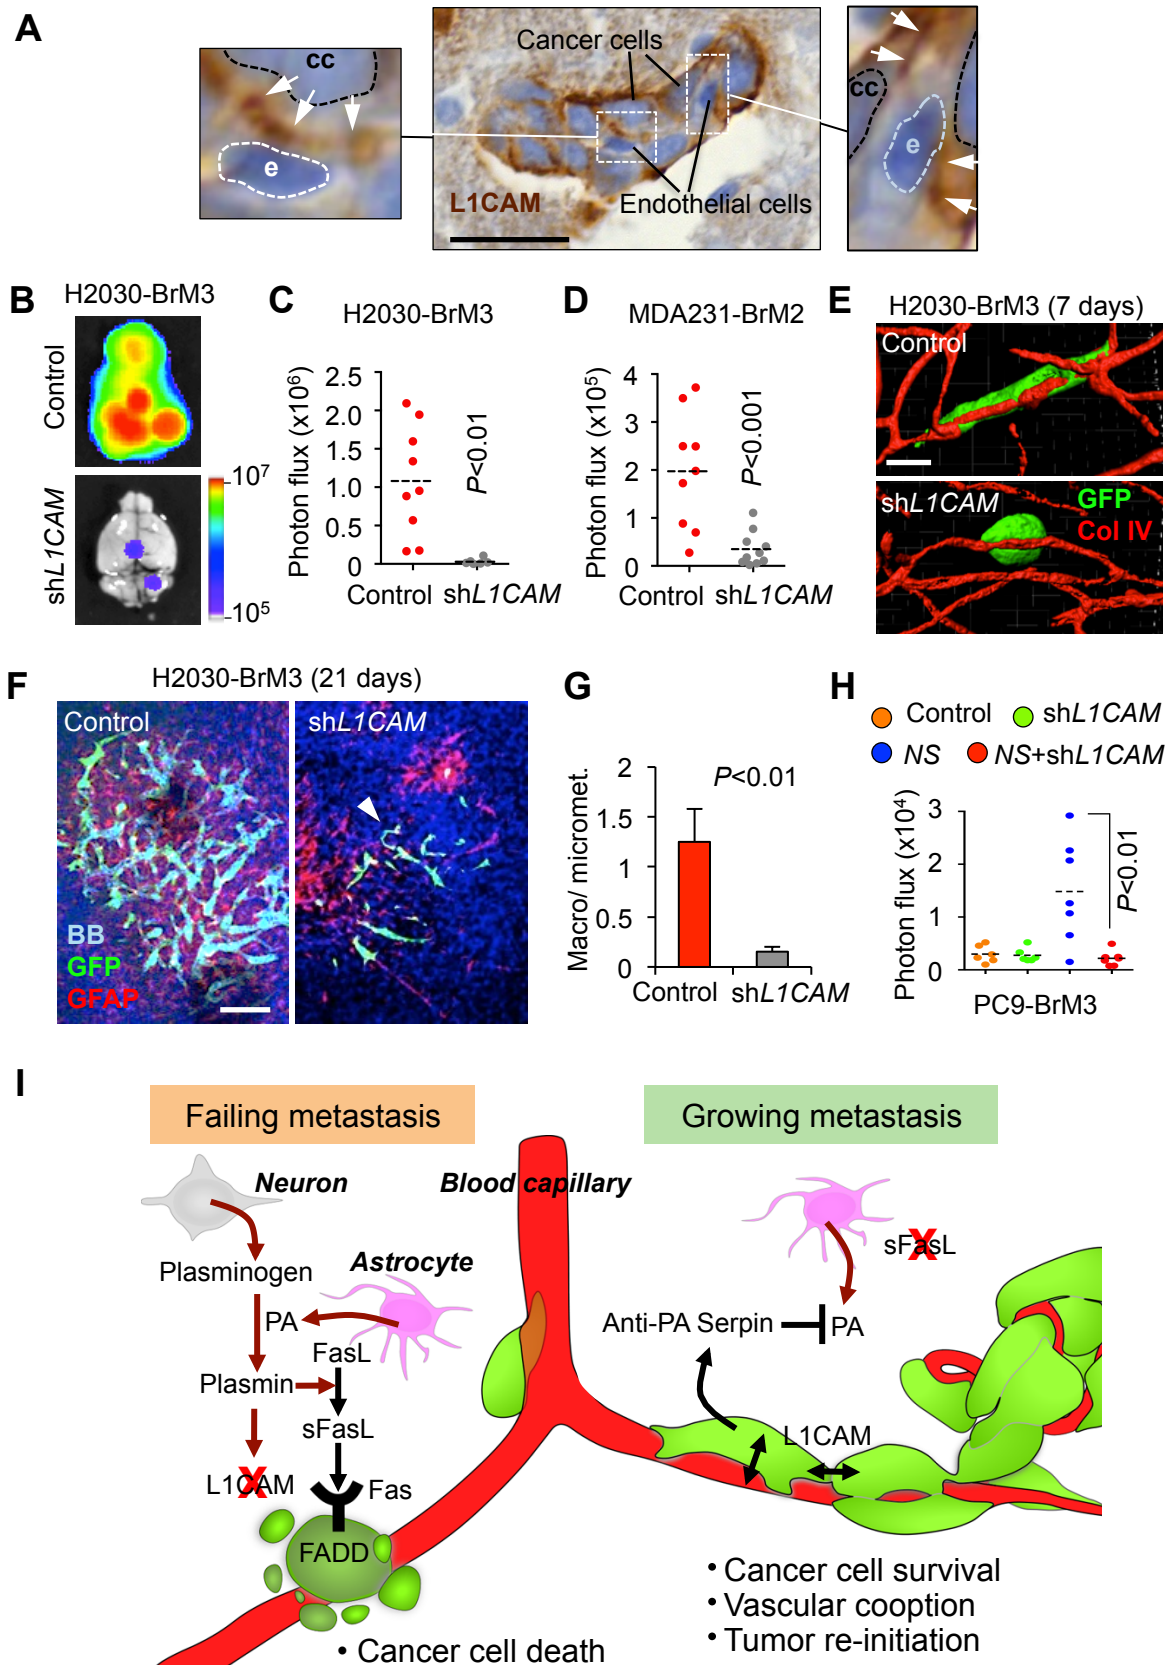 A
cc
e
Cancer cells
L1CAM
Endothelial cells
cc
e
B
H2030-BrM3
Control
shL1CAM
10⁷
10⁵
C
H2030-BrM3
Photon flux (x10⁶)
2.5
2.0
1.5
1.0
0.5
0
P<0.01
Control
shL1CAM
D
MDA231-BrM2
Photon flux (x10⁵)
4
3
2
1
0
P<0.001
Control
shL1CAM
E
H2030-BrM3 (7 days)
Control
shL1CAM
GFP
Col IV
F
H2030-BrM3 (21 days)
Control
BB
GFP
GFAP
shL1CAM
G
Macro/ micromet.
2
1.5
1
0.5
0
P<0.01
Control
shL1CAM
H
Control
shL1CAM
NS
NS+shL1CAM
Photon flux (x10⁴)
3
2
1
0
P<0.01
PC9-BrM3
I
Failing metastasis
Growing metastasis
Neuron
Blood capillary
sFasL
X
Plasminogen
Astrocyte
PA
Anti-PA Serpin
PA
FasL
Plasmin
sFasL
L1CAM
L1CAM
X
Fas
FADD
• Cancer cell death
• Cancer cell survival
• Vascular cooption
• Tumor re-initiation